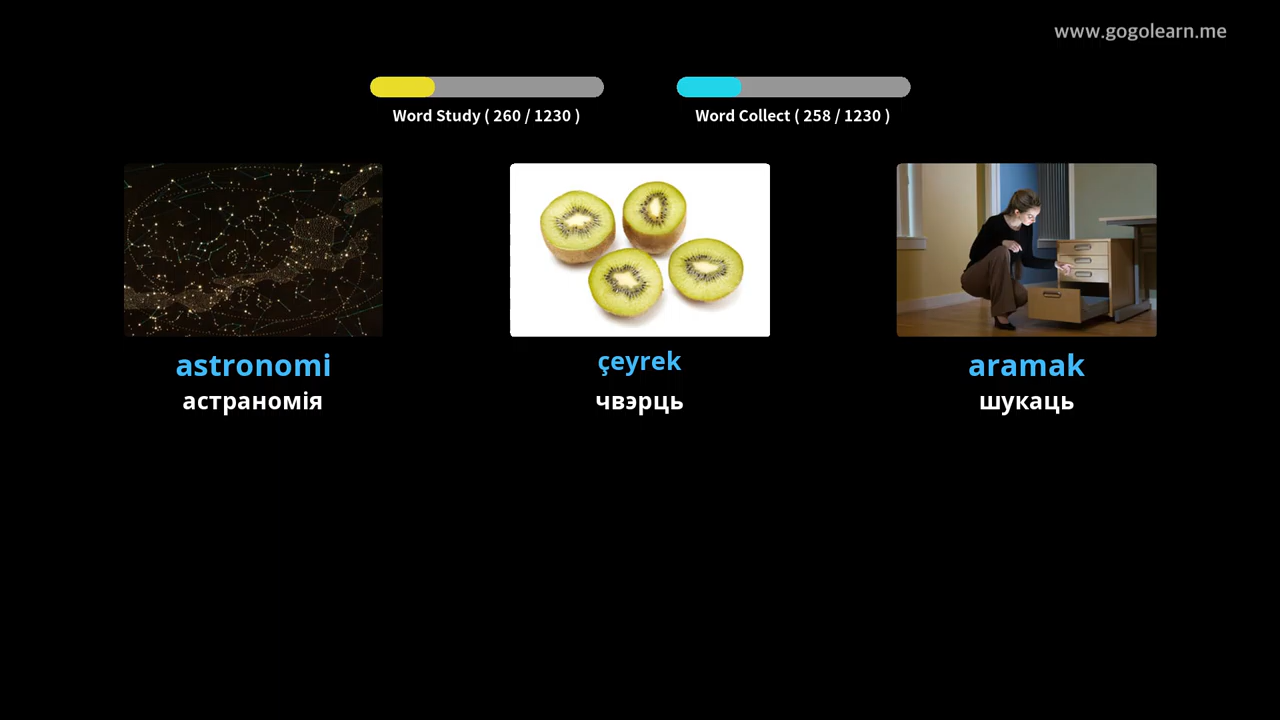 www.gogolearn.me
Word Study ( 260 / 1230 )
Word Collect ( 258 / 1230 )
astronomi
астраномія
çeyrek
чвэрць
aramak
шукаць